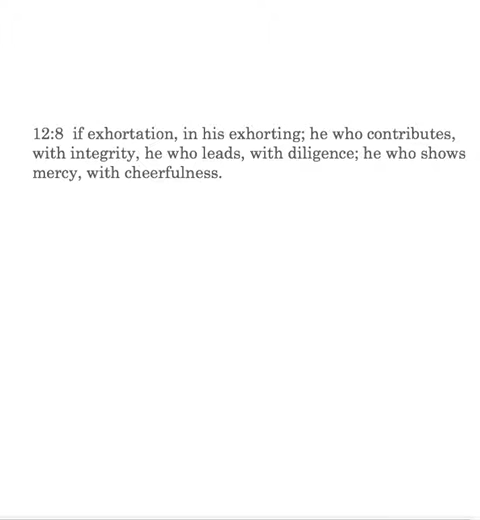 12:8 if exhortation, in his exhorting; he who contributes,
with integrity, he who leads, with diligence; he who shows
mercy, with cheerfulness.